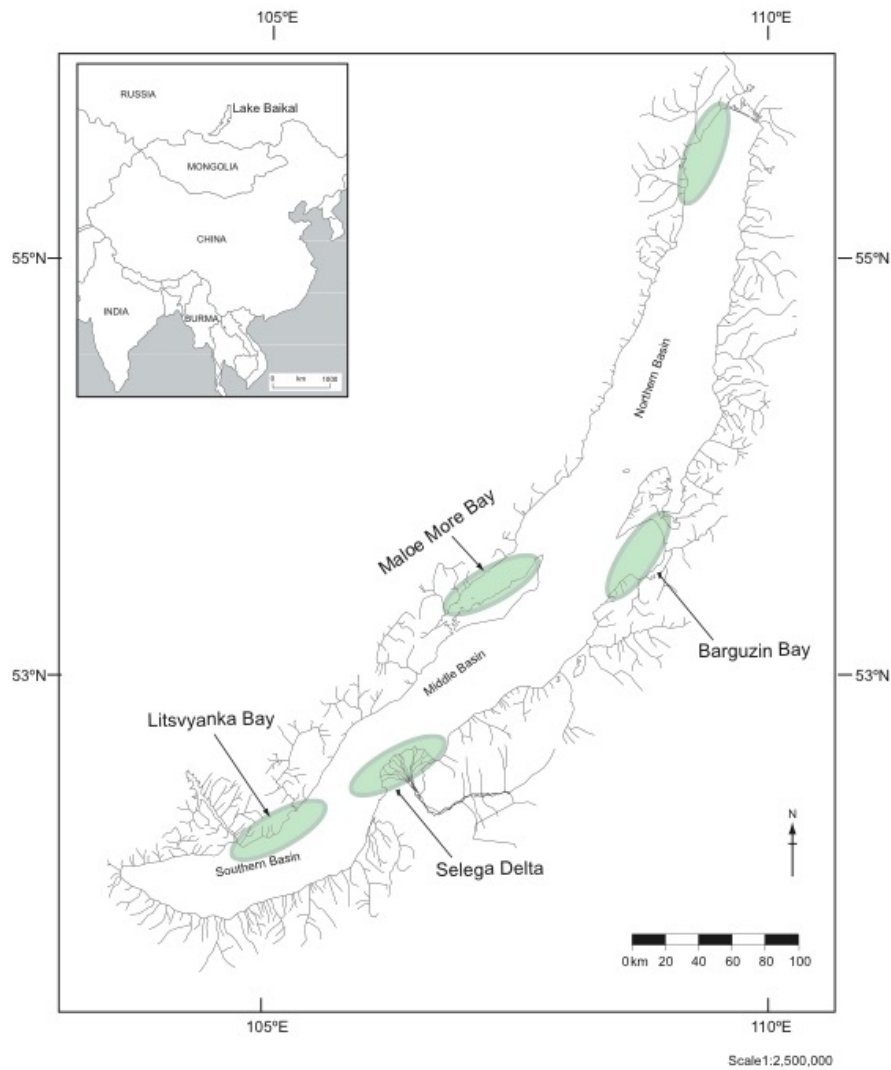 105ºE
110ºE
RUSSIA
Lake Baikal
MONGOLIA
CHINA
INDIA
BURMA
0 km 1000
55ºN
55ºN
Northern Basin
Maloe More Bay
Barguzin Bay
53ºN
53ºN
Middle Basin
Litsvyanka Bay
Southern Basin
Selega Delta
N
0km 20 40 60 80 100
105ºE
110ºE
Scale1:2,500,000